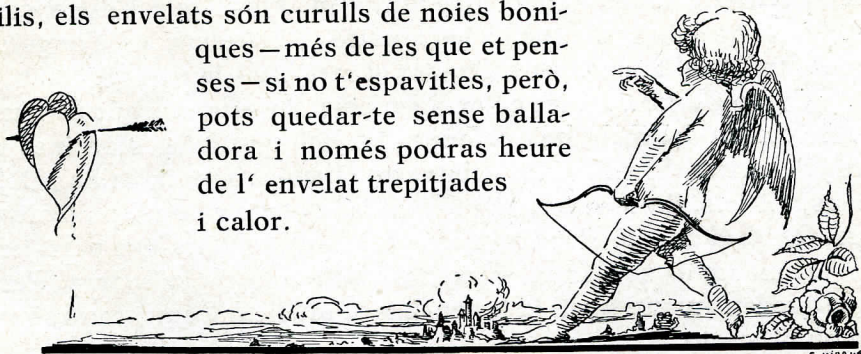 ilis, els envelats són curulls de noies boni-
ques — més de les que et pen-
ses — si no t‘espavitles, però,
pots quedar-te sense balla-
dora i només podras heure
de l‘ envelat trepitjades
i calor.